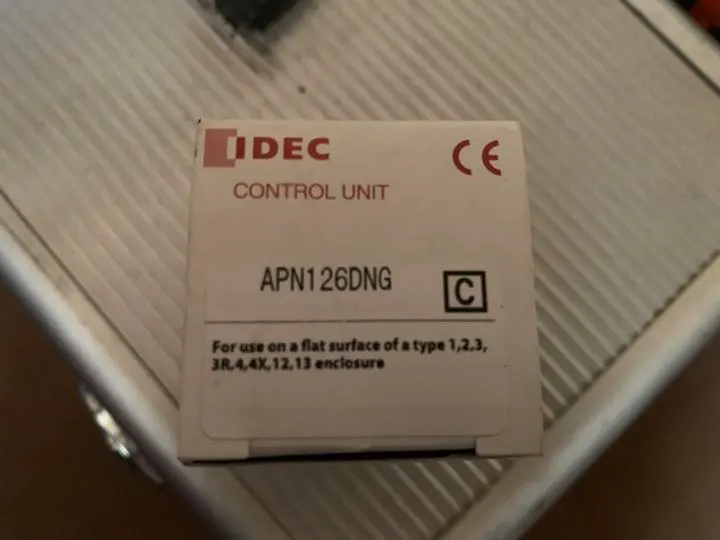 IDEC
CE
CONTROL UNIT
APN126DNG
C
For use on a flat surface of a type 1,2,3,
3R,4,4X,12,13 enclosure